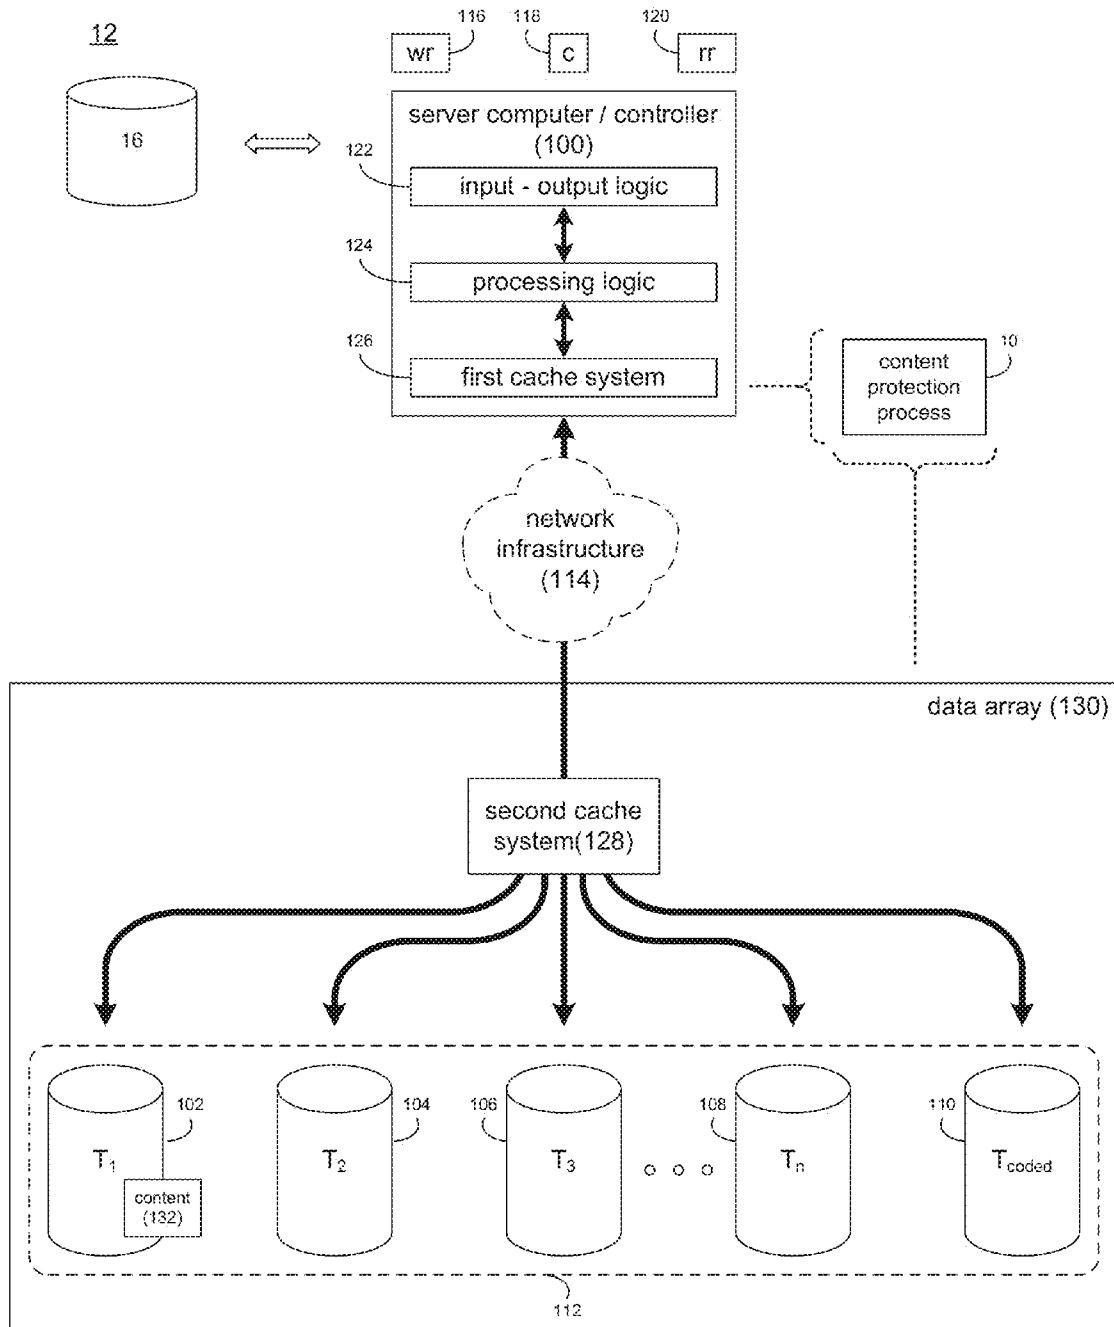 12
116
118
120
wr
c
rr
16
server computer / controller
(100)
122
input - output logic
124
processing logic
126
first cache system
10
content
protection
process
network
infrastructure
(114)
data array (130)
second cache
system(128)
102
104
106
108
110
T1
T2
T3
Tn
Tcoded
content
(132)
112